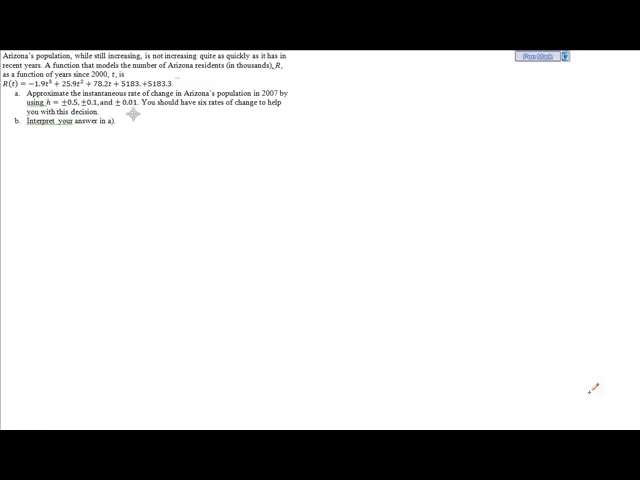 Arizona's population, while still increasing, is not increasing quite as quickly as it has in
recent years. A function that models the number of Arizona residents (in thousands), R,
as a function of years since 2000, t, is
R(t) = −1.9t³ + 25.9t² + 78.2t + 5183.+5183.3.
a. Approximate the instantaneous rate of change in Arizona's population in 2007 by
using h = ±0.5, ±0.1, and ± 0.01. You should have six rates of change to help
you with this decision.
b. Interpret your answer in a).
Pen Mark